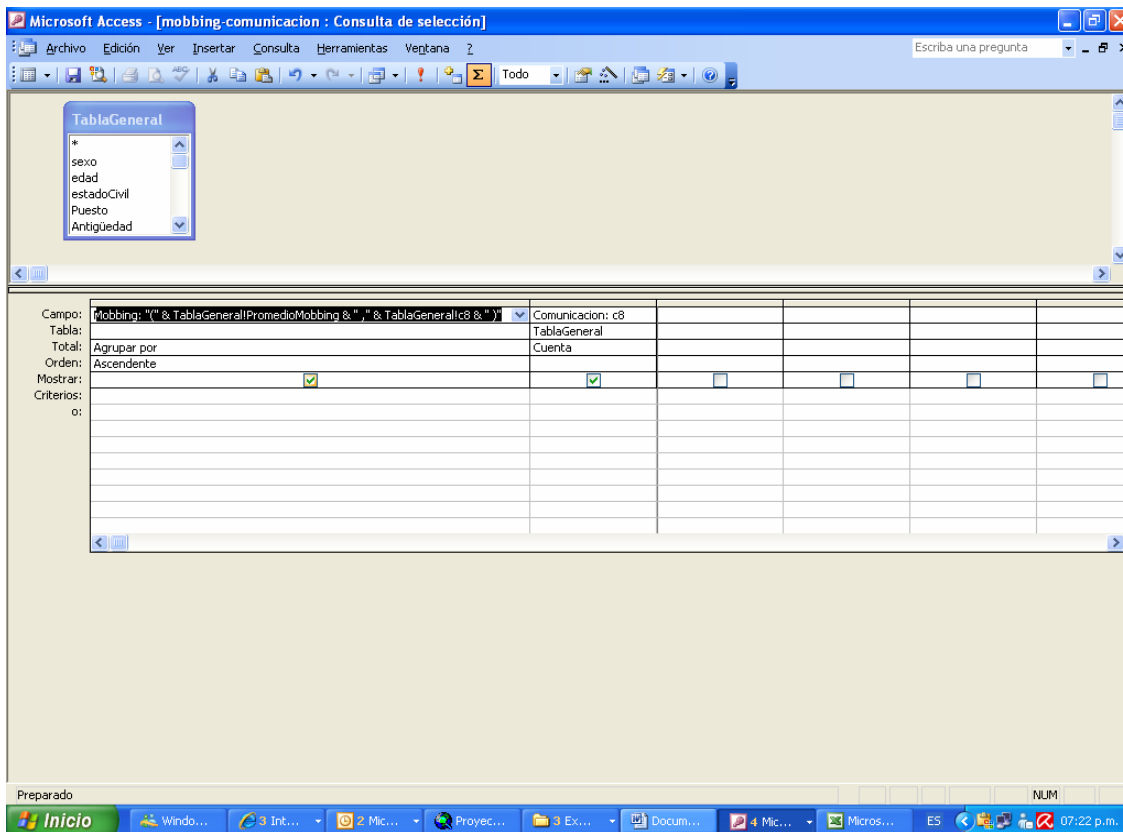 Microsoft Access - [mobbing-comunicacion : Consulta de selección]
Archivo Edición Ver Insertar Consulta Herramientas Ventana ?
Escriba una pregunta
Todo
TablaGeneral
*
sexo
edad
estadoCivil
Puesto
Antigüedad
Campo: Mobbing: "(" & TablaGeneral!PromedioMobbing & " ," & TablaGeneral!c8 & " )" Comunicacion: c8
Tabla: TablaGeneral
Total: Agrupar por Cuenta
Orden: Ascendente
Mostrar:
Criterios:
o:
Preparado NUM
Inicio Windo... 3 Int... 2 Mic... Proyec... 3 Ex... Docum... 4 Mic... Micros... ES 07:22 p.m.